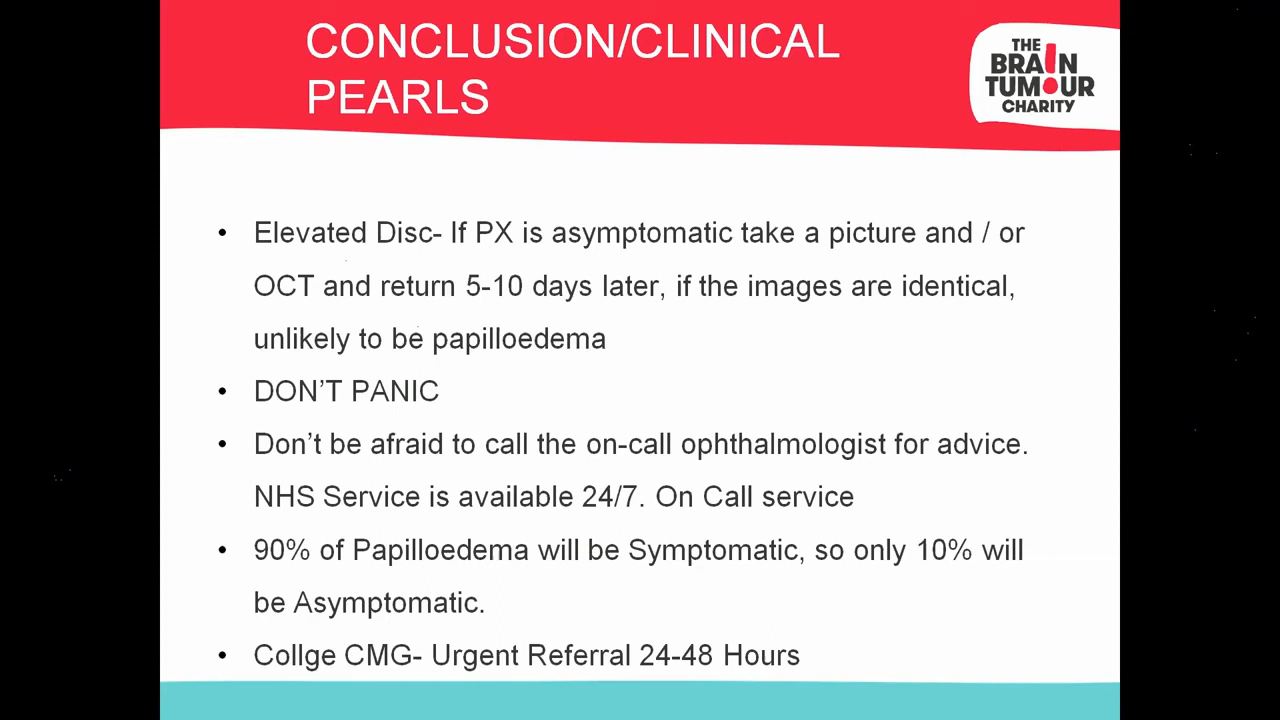 CONCLUSION/CLINICAL
PEARLS
THE
BRAIN
TUMOUR
CHARITY
• Elevated Disc- If PX is asymptomatic take a picture and / or
OCT and return 5-10 days later, if the images are identical,
unlikely to be papilloedema
• DON'T PANIC
• Don't be afraid to call the on-call ophthalmologist for advice.
NHS Service is available 24/7. On Call service
• 90% of Papilloedema will be Symptomatic, so only 10% will
be Asymptomatic.
• Collge CMG- Urgent Referral 24-48 Hours